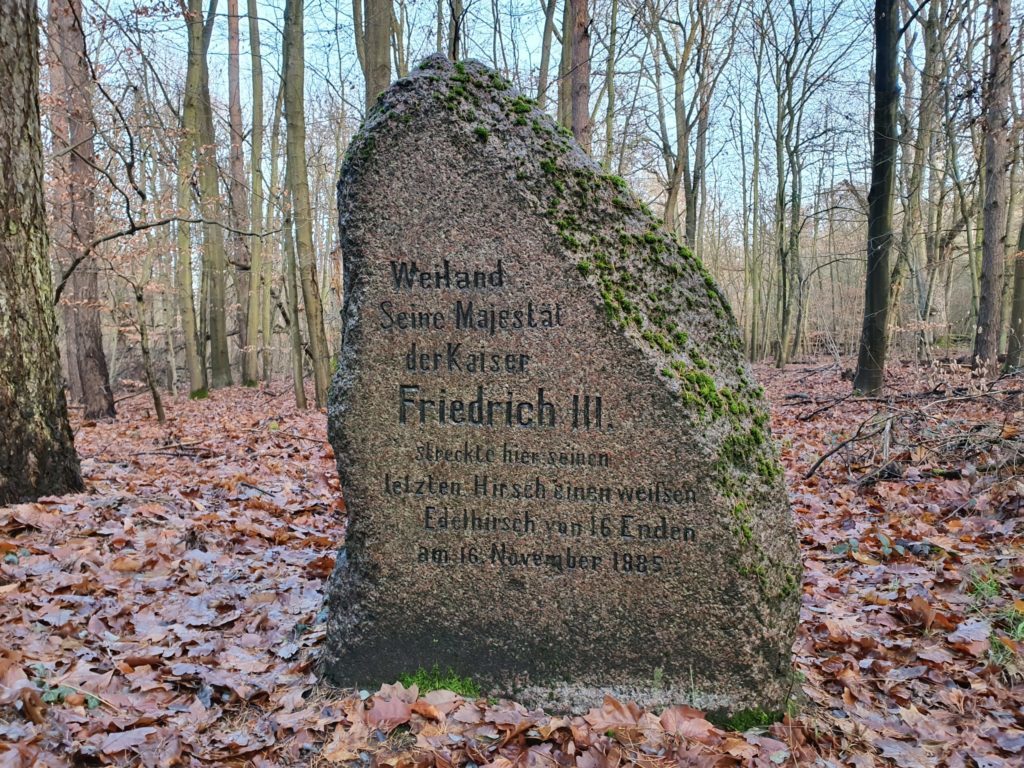 Weiland
Seine Majestät
der Kaiser
Friedrich III.
streckte hier seinen
letzten Hirsch einen weissen
Edelhirsch von 16 Enden
am 16. November 1885